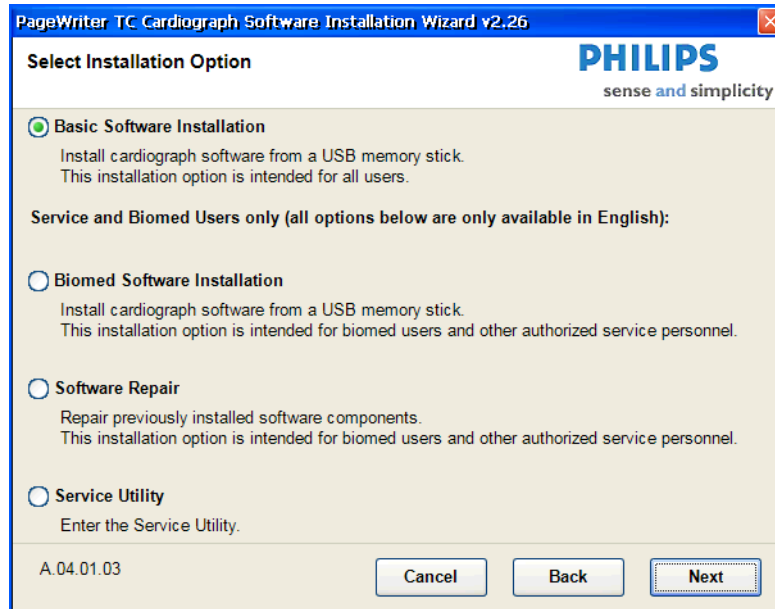 PageWriter TC Cardiograph Software Installation Wizard v2.26
Select Installation Option
PHILIPS
sense and simplicity
Basic Software Installation
Install cardiograph software from a USB memory stick.
This installation option is intended for all users.
Service and Biomed Users only (all options below are only available in English):
Biomed Software Installation
Install cardiograph software from a USB memory stick.
This installation option is intended for biomed users and other authorized service personnel.
Software Repair
Repair previously installed software components.
This installation option is intended for biomed users and other authorized service personnel.
Service Utility
Enter the Service Utility.
A.04.01.03
Cancel
Back
Next